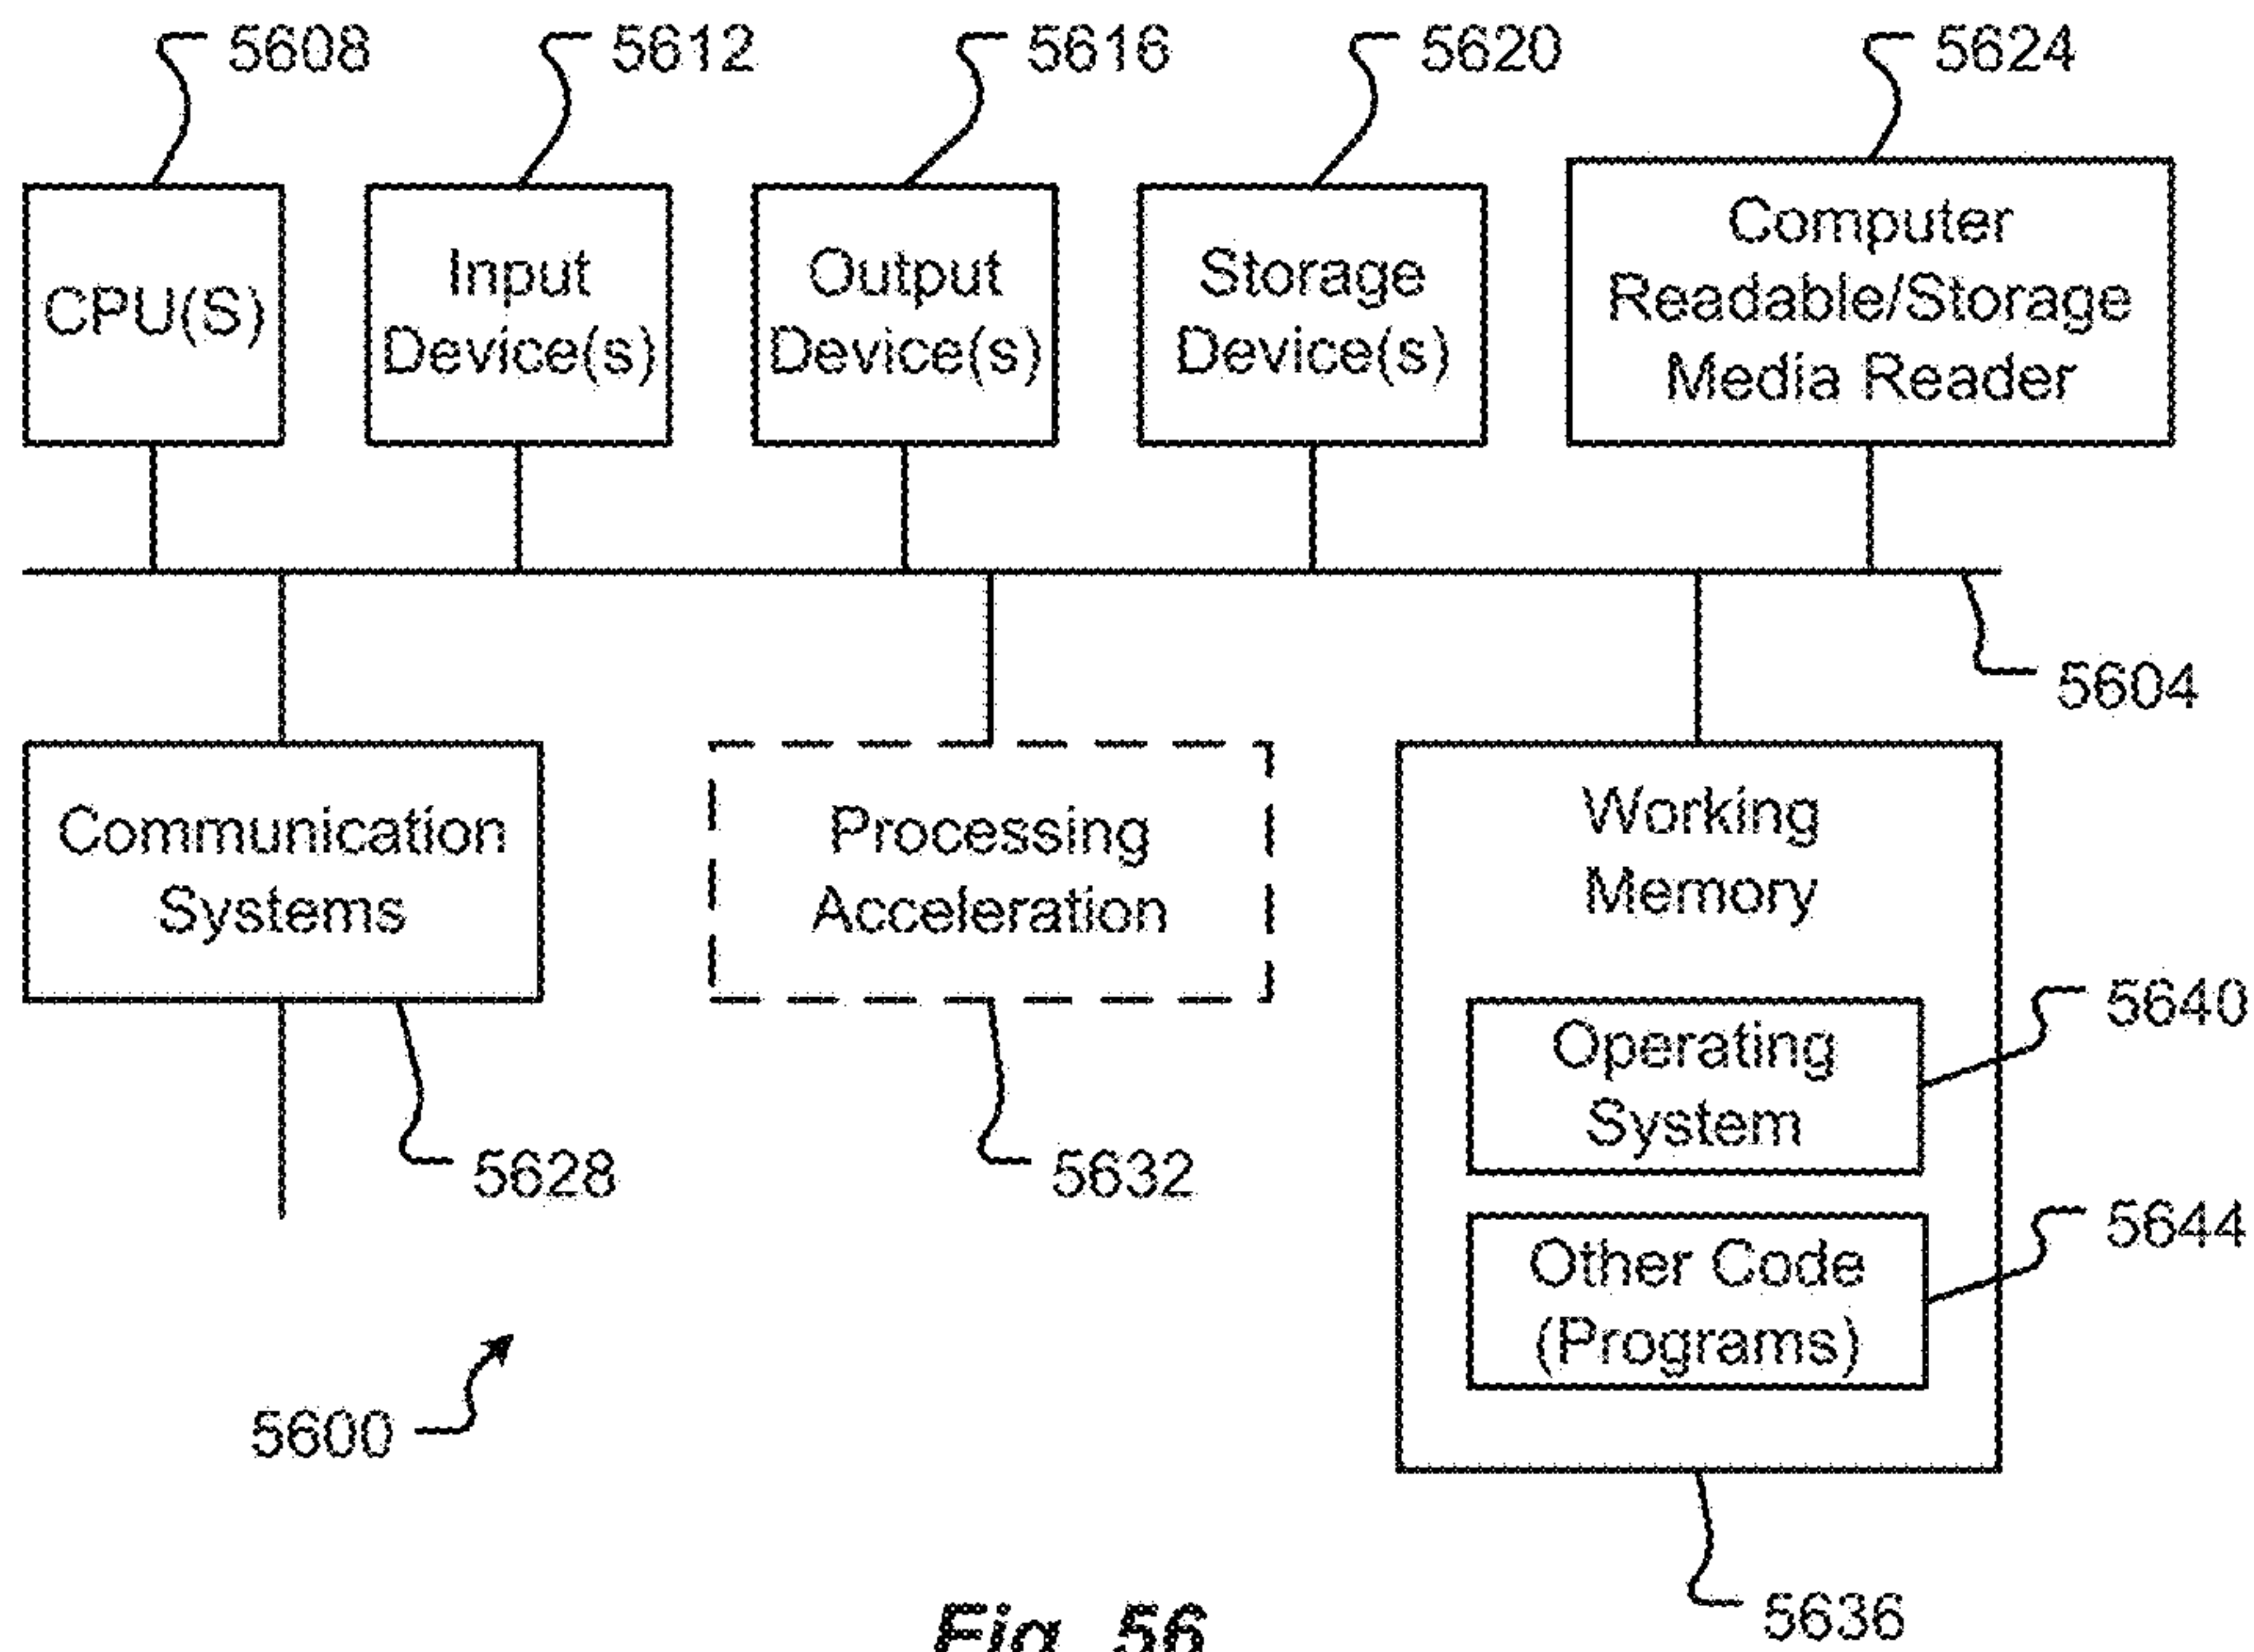 5608
5612
5616
5620
5624
CPU(S)
Input
Device(s)
Output
Device(s)
Storage
Device(s)
Computer
Readable/Storage
Media Reader
5604
Communication
Systems
Processing
Acceleration
Working
Memory
Operating
System
5640
5628
5632
Other Code
(Programs)
5644
5600
5636
Fig. 56